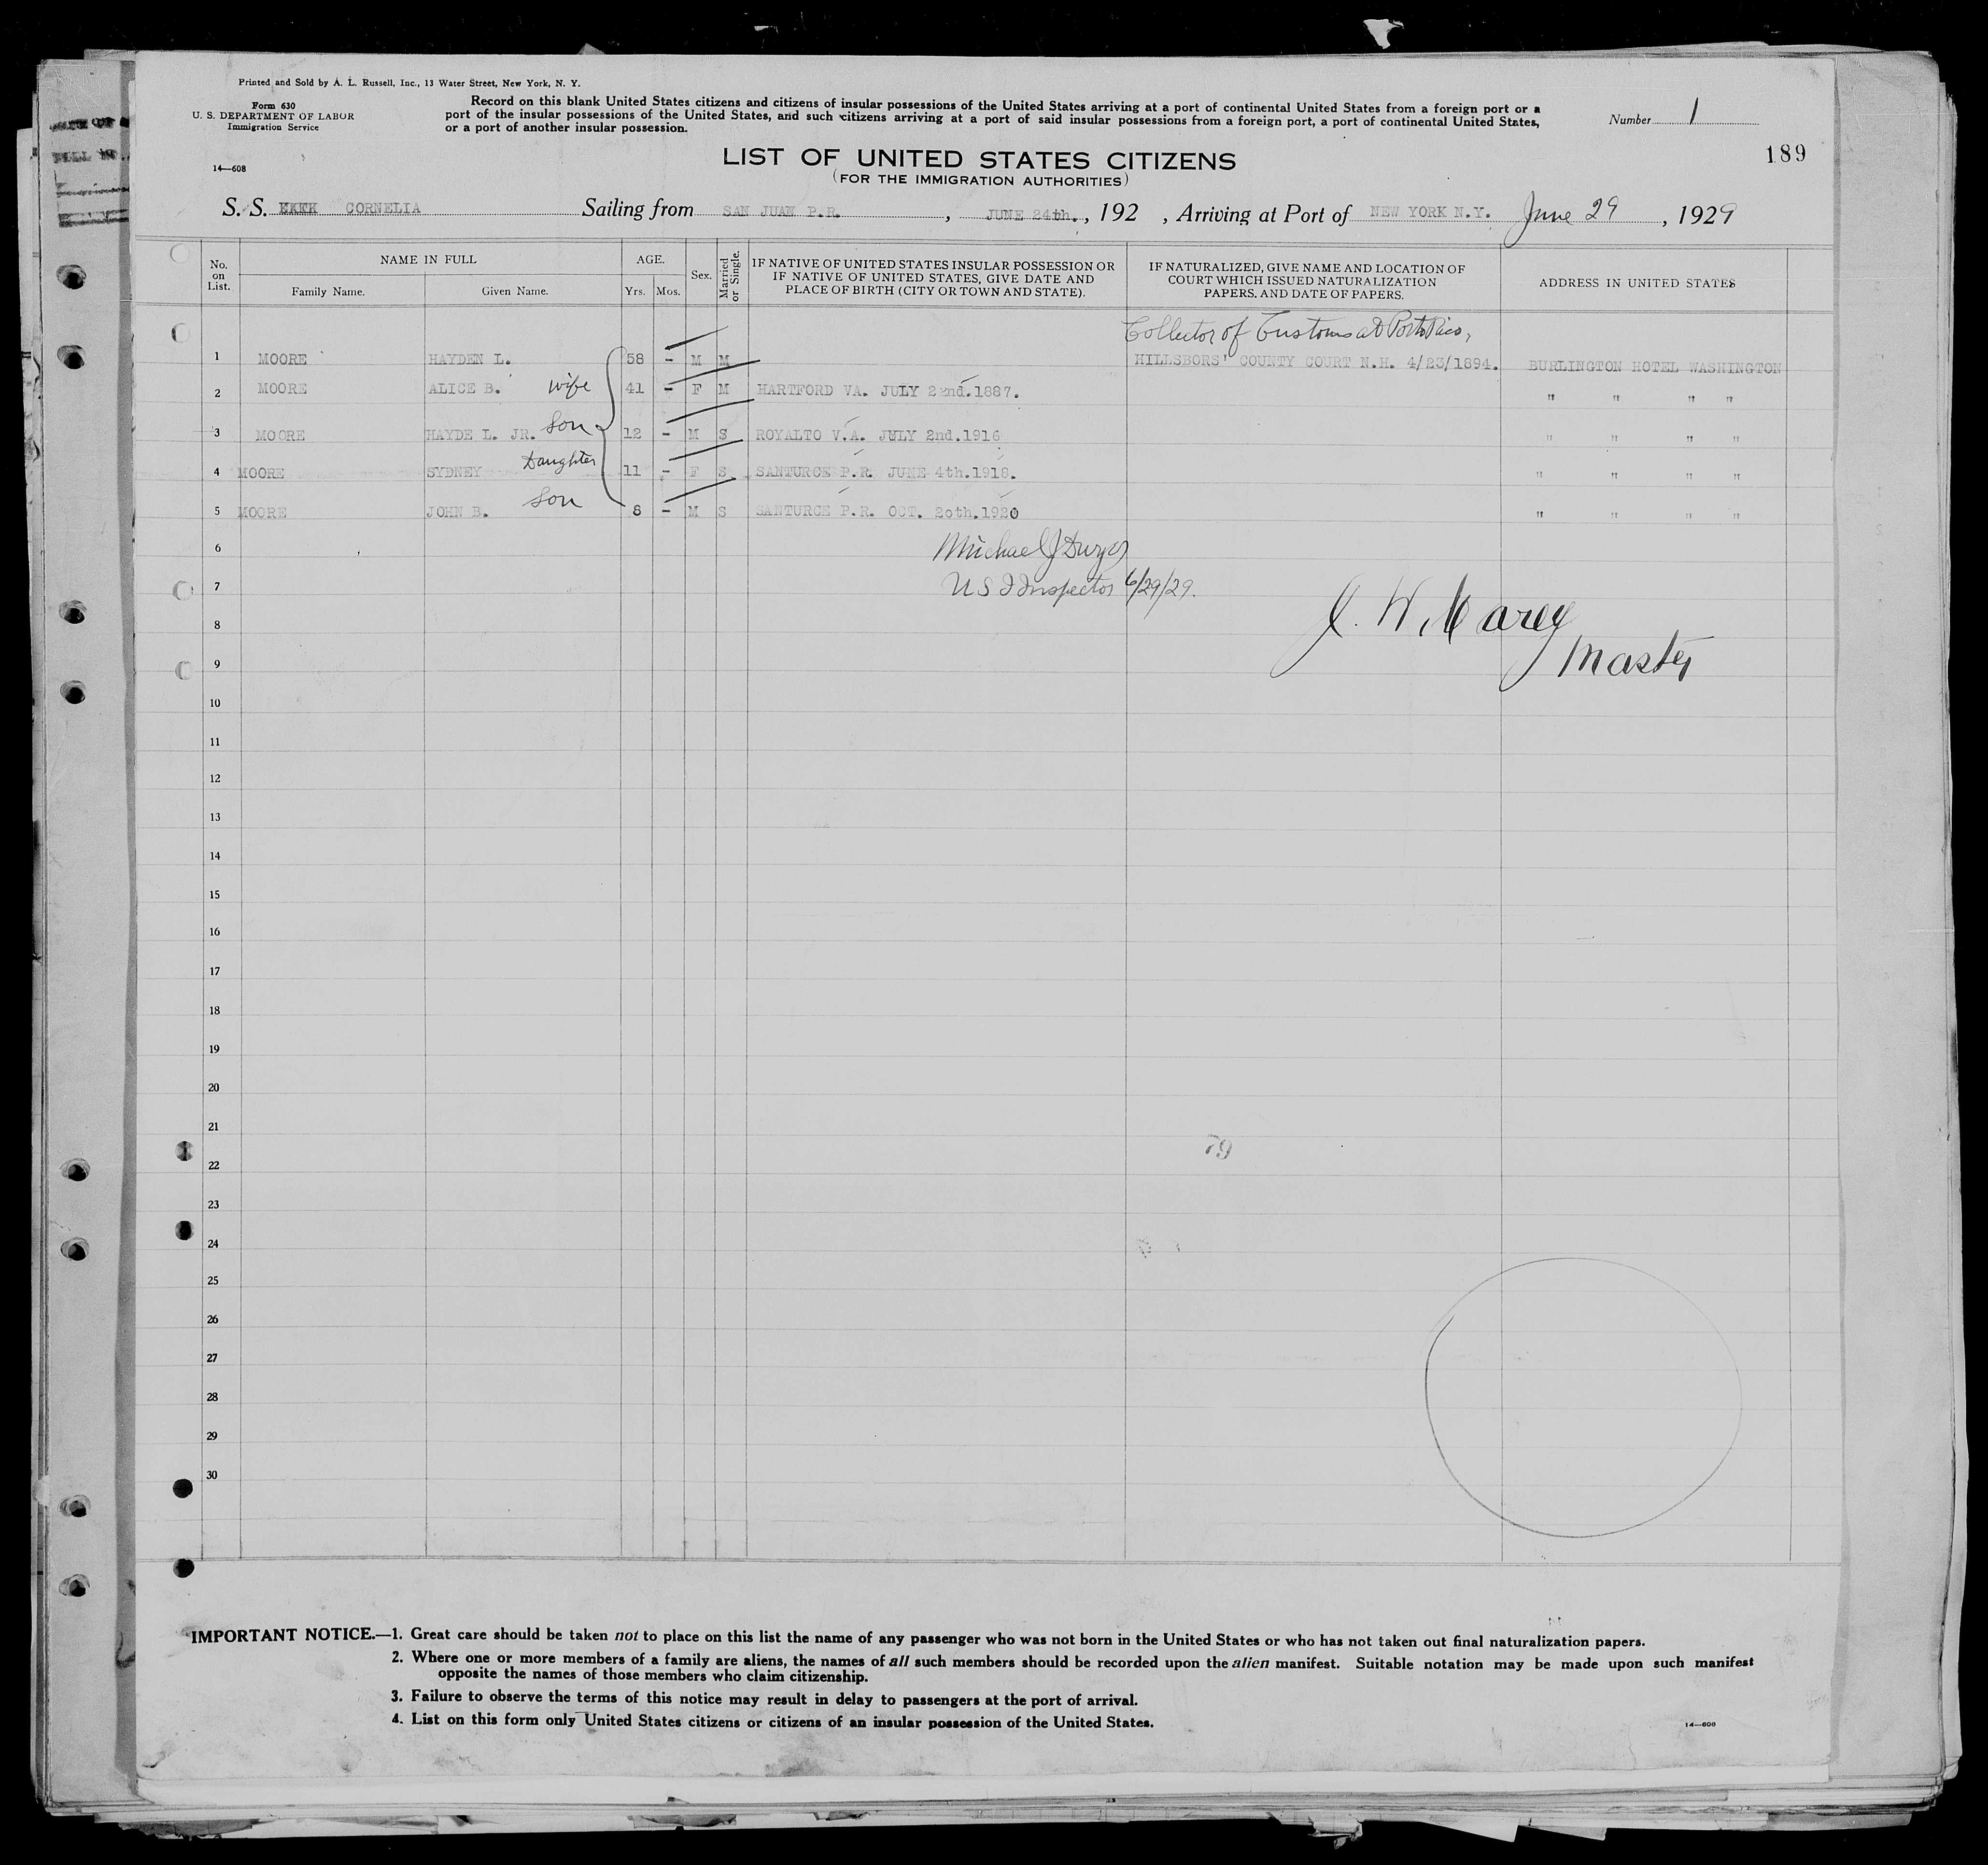 Printed and Sold by A. L. Russell, Inc., 13 Water Street, New York, N. Y.
Form 630
U. S. DEPARTMENT OF LABOR
Immigration Service
14—608
Record on this blank United States citizens and citizens of insular possessions of the United States arriving at a port of continental United States from a foreign port or a
port of the insular possessions of the United States, and such citizens arriving at a port of said insular possessions from a foreign port, a port of continental United States,
or a port of another insular possession.
Number 1
189
LIST OF UNITED STATES CITIZENS
(FOR THE IMMIGRATION AUTHORITIES)
S. S. CORNELIA Sailing from SAN JUAN P.R. , JUNE 24th. , 192 , Arriving at Port of NEW YORK N.Y. June 29 , 1929
No. on List. NAME IN FULL AGE. Sex. Married or Single. IF NATIVE OF UNITED STATES INSULAR POSSESSION OR IF NATIVE OF UNITED STATES, GIVE DATE AND PLACE OF BIRTH (CITY OR TOWN AND STATE). IF NATURALIZED, GIVE NAME AND LOCATION OF COURT WHICH ISSUED NATURALIZATION PAPERS, AND DATE OF PAPERS. ADDRESS IN UNITED STATES
Family Name. Given Name. Yrs. Mos.
Collector of Customs at Porto Rico,
1 MOORE HAYDEN L. 58 - M M HILLSBORS' COUNTY COURT N.H. 4/23/1894. BURLINGTON HOTEL WASHINGTON
2 MOORE ALICE B. wife 41 - F M HARTFORD VA. JULY 22nd.1887. " " " "
3 MOORE HAYDE L. JR. son 12 - M S ROYALTO V.A. JULY 2nd.1916 " " " "
4 MOORE SYDNEY Daughter 11 - F S SANTURCE P.R. JUNE 4th.1918. " " " "
5 MOORE JOHN B. son 8 - M S SANTURCE P.R. OCT. 20th.1920 " " " "
6 Michael J Dwyer
7 U S I Inspector 6/29/29.
8 J. W. Carey
9 Master
10
11
12
13
14
15
16
17
18
19
20
21
79
22
23
24
25
26
27
28
29
30
IMPORTANT NOTICE.—1. Great care should be taken not to place on this list the name of any passenger who was not born in the United States or who has not taken out final naturalization papers.
2. Where one or more members of a family are aliens, the names of all such members should be recorded upon the alien manifest. Suitable notation may be made upon such manifest
opposite the names of those members who claim citizenship.
3. Failure to observe the terms of this notice may result in delay to passengers at the port of arrival.
4. List on this form only United States citizens or citizens of an insular possession of the United States.
14—608